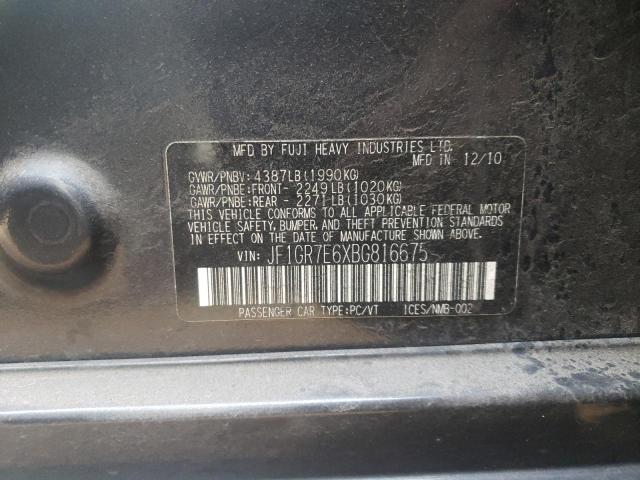 MFD BY FUJI HEAVY INDUSTRIES LTD.
MFD IN 12/10
GVWR/PNBV: 4387LB(1990KG)
GAWR/PNBE:FRONT- 2249LB(1020KG)
GAWR/PNBE:REAR - 2271LB(1030KG)
THIS VEHICLE CONFORMS TO ALL APPLICABLE FEDERAL MOTOR
VEHICLE SAFETY, BUMPER, AND THEFT PREVENTION STANDARDS
IN EFFECT ON THE DATE OF MANUFACTURE SHOWN ABOVE.
VIN: JF1GR7E6XBG816675
PASSENGER CAR TYPE:PC/VT ICES/NMB-002